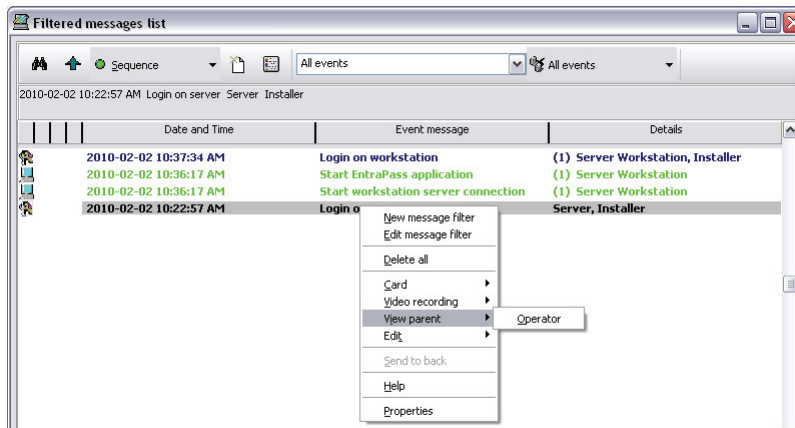 Filtered messages list
Sequence All events All events
2010-02-02 10:22:57 AM Login on server Server Installer
Date and Time Event message Details
2010-02-02 10:37:34 AM Login on workstation (1) Server Workstation, Installer
2010-02-02 10:36:17 AM Start EntraPass application (1) Server Workstation
2010-02-02 10:36:17 AM Start workstation server connection (1) Server Workstation
2010-02-02 10:22:57 AM Login o Server, Installer
New message filter
Edit message filter
Delete all
Card
Video recording
View parent Operator
Edit
Send to back
Help
Properties